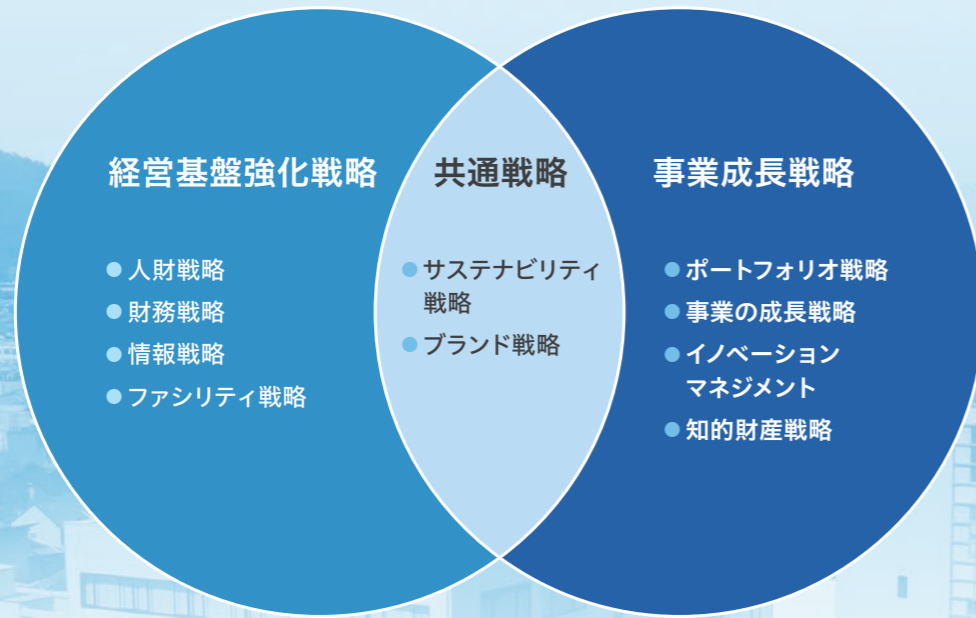 経営基盤強化戦略
人財戦略
財務戦略
情報戦略
ファシリティ戦略
共通戦略
サステナビリティ
戦略
ブランド戦略
事業成長戦略
ポートフォリオ戦略
事業の成長戦略
イノベーション
マネジメント
知的財産戦略